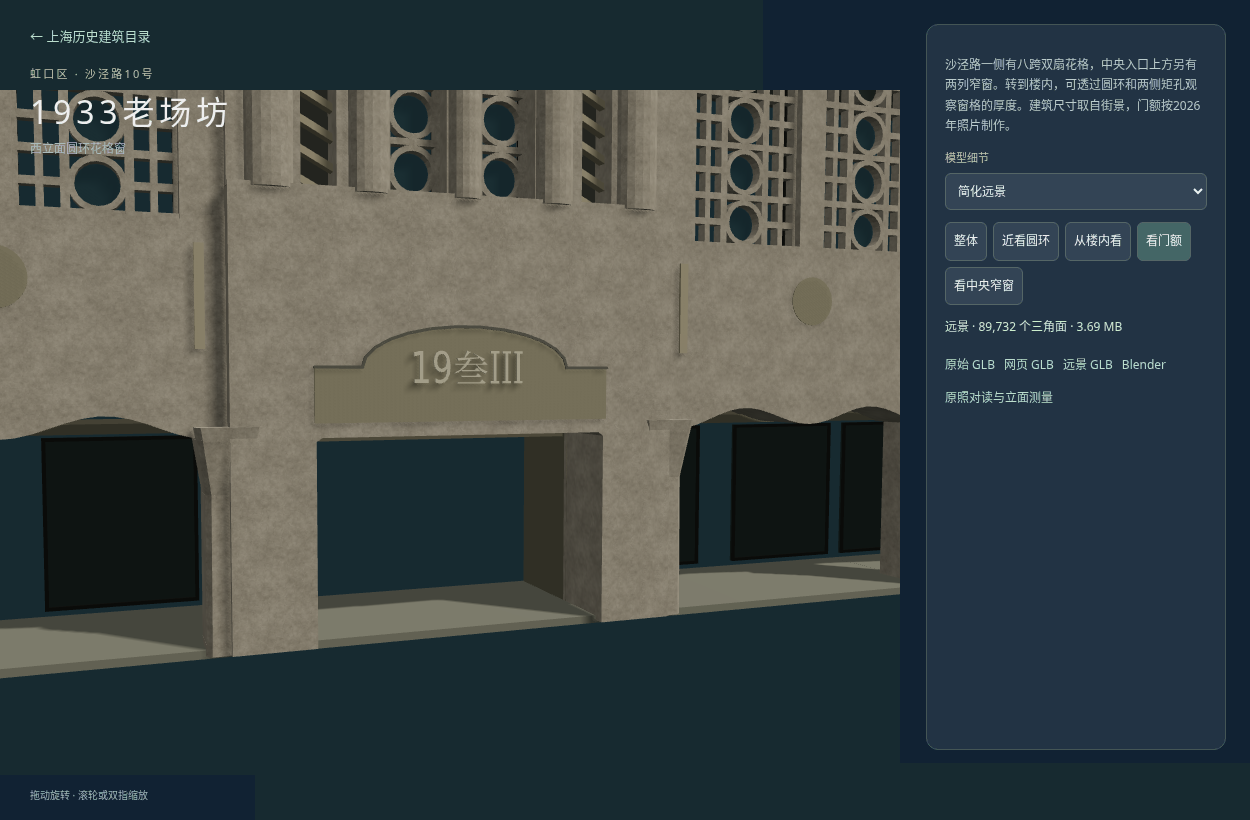 ← 上海历史建筑目录
虹口区 · 沙泾路10号
1933老场坊
西立面圆环花格窗
19叁III
沙泾路一侧有八跨双扇花格，中央入口上方另有
两列窄窗。转到楼内，可透过圆环和两侧矩孔观
察窗格的厚度。建筑尺寸取自街景，门额按2026
年照片制作。
模型细节
简化远景
整体 近看圆环 从楼内看 看门额
看中央窄窗
远景 · 89,732 个三角面 · 3.69 MB
原始 GLB 网页 GLB 远景 GLB Blender
原照对读与立面测量
拖动旋转 · 滚轮或双指缩放